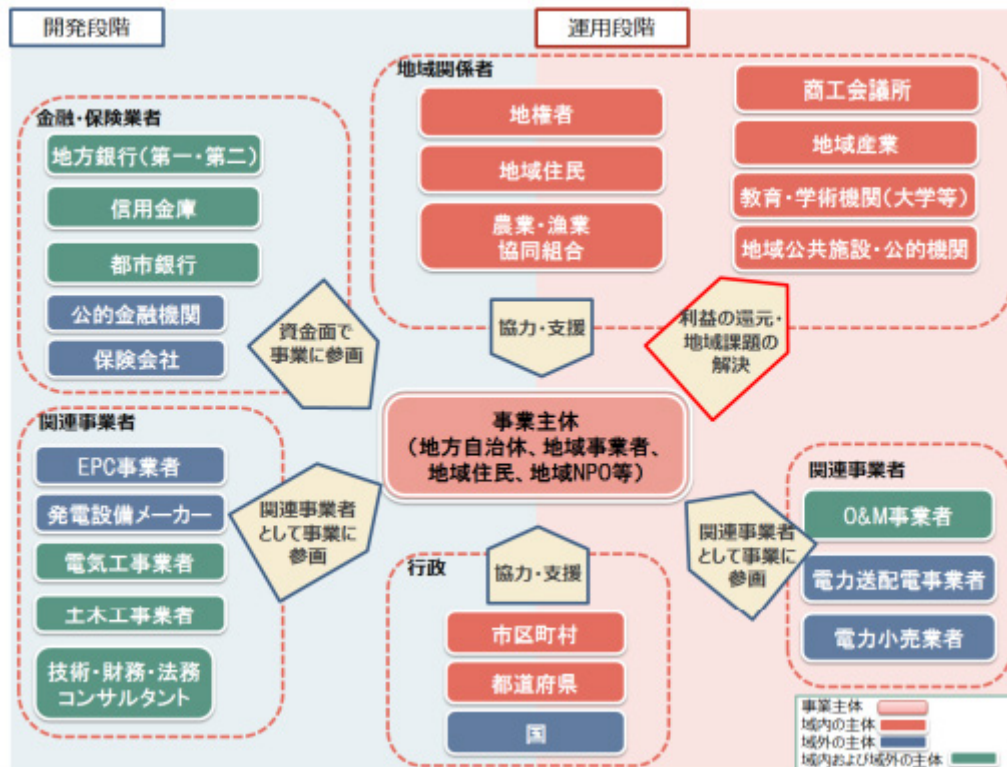 開発段階
運用段階
地域関係者
地権者
地域住民
農業・漁業
協同組合
商工会議所
地域産業
教育・学術機関(大学等)
地域公共施設・公的機関
金融・保険業者
地方銀行(第一・第二)
信用金庫
都市銀行
公的金融機関
保険会社
資金面で
事業に参画
協力・支援
利益の還元・
地域課題の
解決
事業主体
(地方自治体、地域事業者、
地域住民、地域NPO等)
関連事業者
EPC事業者
発電設備メーカー
電気工事業者
土木工事業者
技術・財務・法務
コンサルタント
関連事業者
として事業に
参画
行政
協力・支援
市区町村
都道府県
国
関連事業者
として事業に
参画
関連事業者
O&M事業者
電力送配電事業者
電力小売業者
事業主体
域内の主体
域外の主体
域内および域外の主体